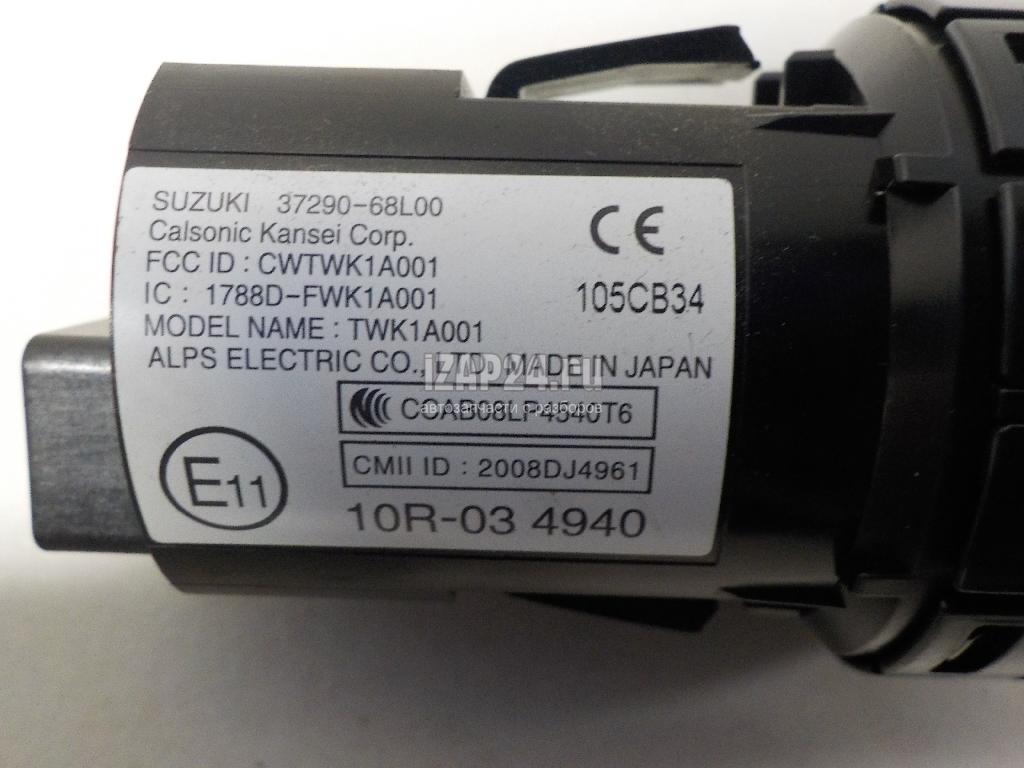 SUZUKI 37290-68L00
Calsonic Kansei Corp.
FCC ID : CWTWK1A001
IC : 1788D-FWK1A001
MODEL NAME : TWK1A001
ALPS ELECTRIC CO., LTD. MADE IN JAPAN
CE
105CB34
IZAP24.ru
автозапчасти с разборов
CCAB08LP4540T6
CMII ID : 2008DJ4961
E11
10R-03 4940